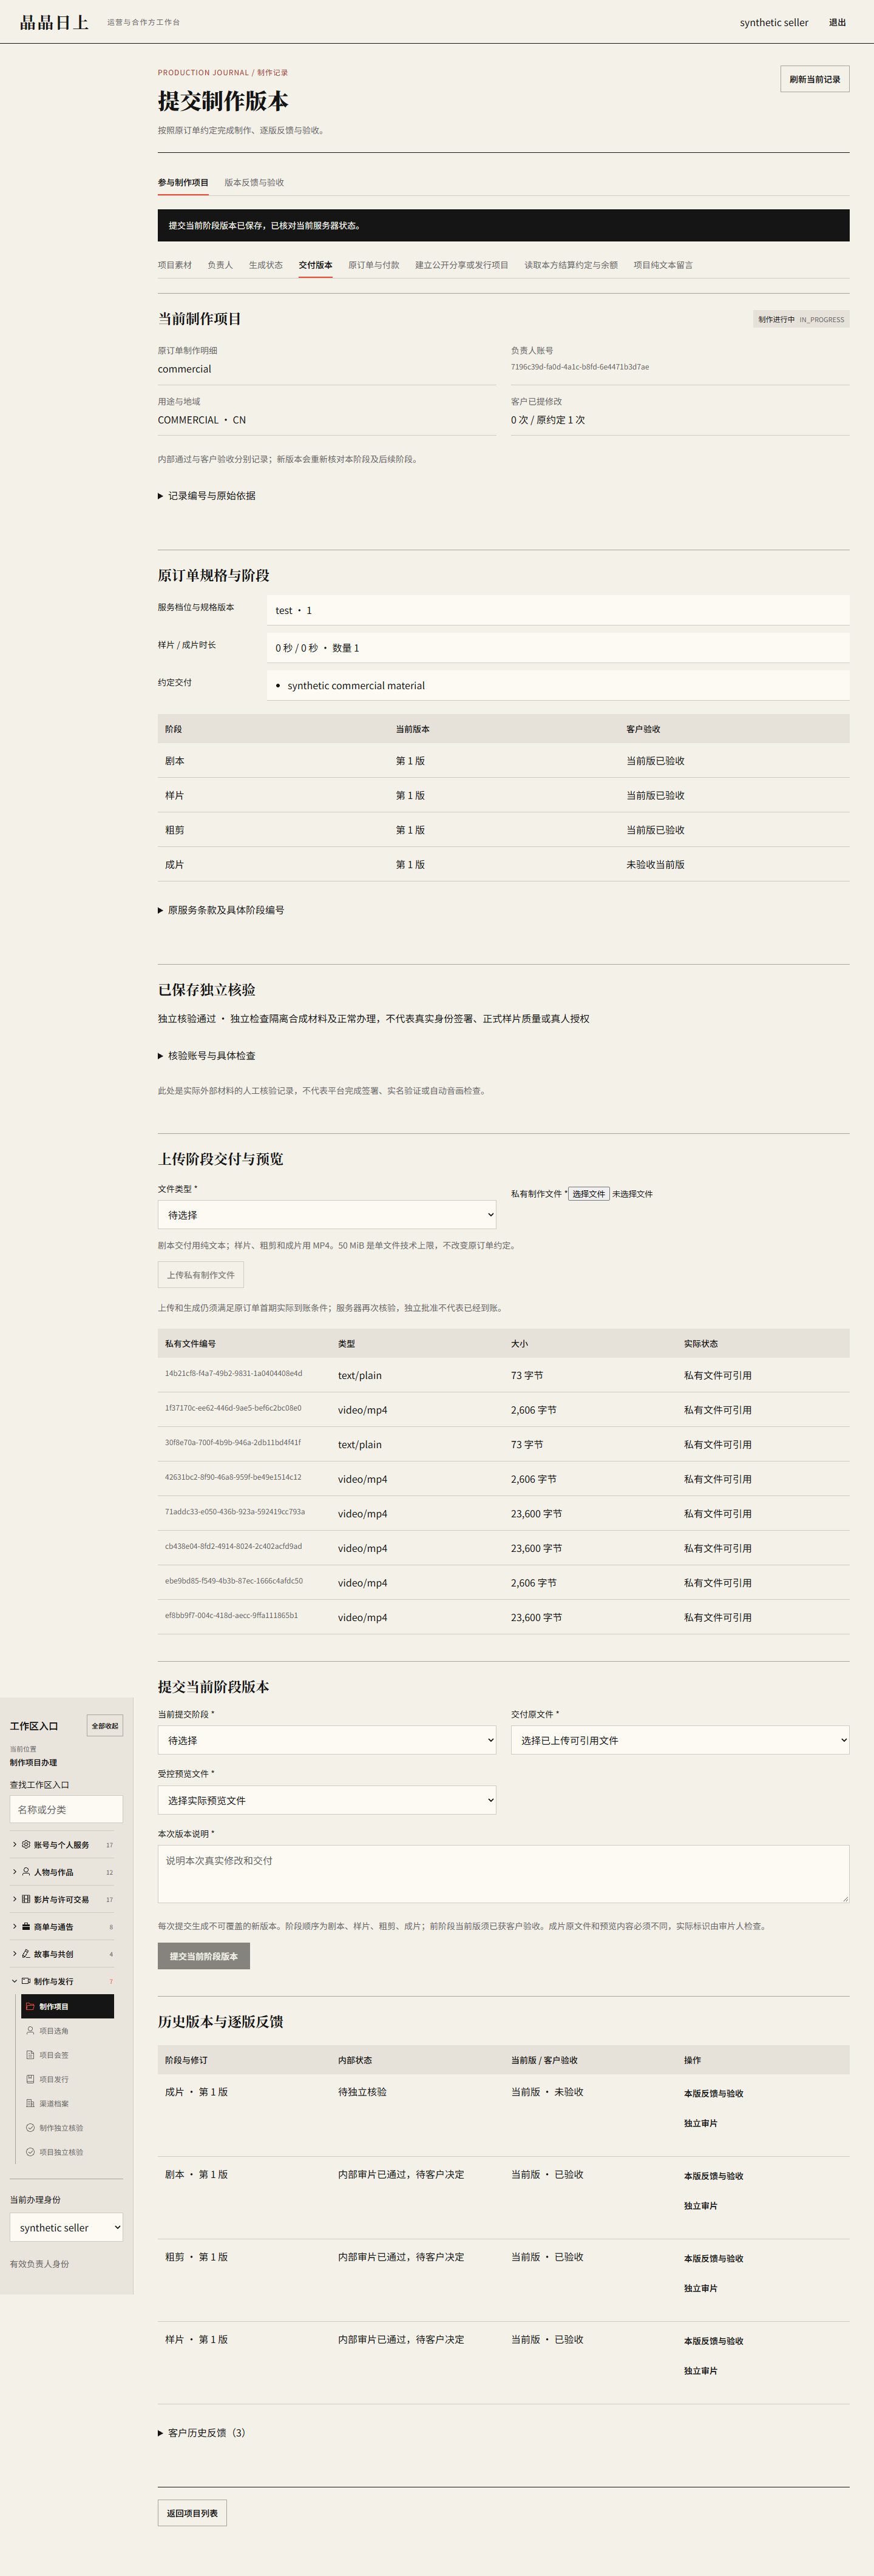 晶晶日上
运营与合作方工作台
synthetic seller
退出
PRODUCTION JOURNAL / 制作记录
刷新当前记录
提交制作版本
按照原订单约定完成制作、逐版反馈与验收。
参与制作项目 版本反馈与验收
提交当前阶段版本已保存，已核对当前服务器状态。
项目素材 负责人 生成状态 交付版本 原订单与付款 建立公开分享或发行项目 读取本方结算约定与余额 项目纯文本留言
当前制作项目
制作进行中 IN_PROGRESS
原订单制作明细
commercial
负责人账号
7196c39d-fa0d-4a1c-b8fd-6e4471b3d7ae
用途与地域
COMMERCIAL · CN
客户已提修改
0 次 / 原约定 1 次
内部通过与客户验收分别记录；新版本会重新核对本阶段及后续阶段。
记录编号与原始依据
原订单规格与阶段
服务档位与规格版本 test · 1
样片 / 成片时长 0 秒 / 0 秒 · 数量 1
约定交付 • synthetic commercial material
阶段 当前版本 客户验收
剧本 第 1 版 当前版已验收
样片 第 1 版 当前版已验收
粗剪 第 1 版 当前版已验收
成片 第 1 版 未验收当前版
原服务条款及具体阶段编号
已保存独立核验
独立核验通过 · 独立检查隔离合成材料及正常办理，不代表真实身份签署、正式样片质量或真人授权
核验账号与具体检查
此处是实际外部材料的人工核验记录，不代表平台完成签署、实名验证或自动音画检查。
上传阶段交付与预览
文件类型 *
待选择
私有制作文件 * 选择文件 未选择文件
剧本交付用纯文本；样片、粗剪和成片用 MP4。50 MiB 是单文件技术上限，不改变原订单约定。
上传私有制作文件
上传和生成仍须满足原订单首期实际到账条件；服务器再次核验，独立批准不代表已经到账。
私有文件编号 类型 大小 实际状态
14b21cf8-f4a7-49b2-9831-1a0404408e4d text/plain 73 字节 私有文件可引用
1f37170c-ee62-446d-9ae5-bef6c2bc08e0 video/mp4 2,606 字节 私有文件可引用
30f8e70a-700f-4b9b-946a-2db11bd4f41f text/plain 73 字节 私有文件可引用
42631bc2-8f90-46a8-959f-be49e1514c12 video/mp4 2,606 字节 私有文件可引用
71addc33-e050-436b-923a-592419cc793a video/mp4 23,600 字节 私有文件可引用
cb438e04-8fd2-4914-8024-2c402acfd9ad video/mp4 23,600 字节 私有文件可引用
ebe9bd85-f549-4b3b-87ec-1666c4afdc50 video/mp4 2,606 字节 私有文件可引用
ef8bb9f7-004c-418d-aecc-9ffa111865b1 video/mp4 23,600 字节 私有文件可引用
提交当前阶段版本
当前提交阶段 *
待选择
交付原文件 *
选择已上传可引用文件
受控预览文件 *
选择实际预览文件
本次版本说明 *
说明本次真实修改和交付
每次提交生成不可覆盖的新版本。阶段顺序为剧本、样片、粗剪、成片；前阶段当前版须已获客户验收。成片原文件和预览内容必须不同，实际标识由审片人检查。
提交当前阶段版本
历史版本与逐版反馈
阶段与修订 内部状态 当前版 / 客户验收 操作
成片 · 第 1 版 待独立核验 当前版 · 未验收 本版反馈与验收
独立审片
剧本 · 第 1 版 内部审片已通过，待客户决定 当前版 · 已验收 本版反馈与验收
独立审片
粗剪 · 第 1 版 内部审片已通过，待客户决定 当前版 · 已验收 本版反馈与验收
独立审片
样片 · 第 1 版 内部审片已通过，待客户决定 当前版 · 已验收 本版反馈与验收
独立审片
客户历史反馈（3）
返回项目列表
工作区入口
全部收起
当前位置
制作项目办理
查找工作区入口
名称或分类
账号与个人服务 17
人物与作品 12
影片与许可交易 17
商单与通告 8
故事与共创 4
制作与发行 7
制作项目
项目选角
项目会签
项目发行
渠道档案
制作独立核验
项目独立核验
当前办理身份
synthetic seller
有效负责人身份